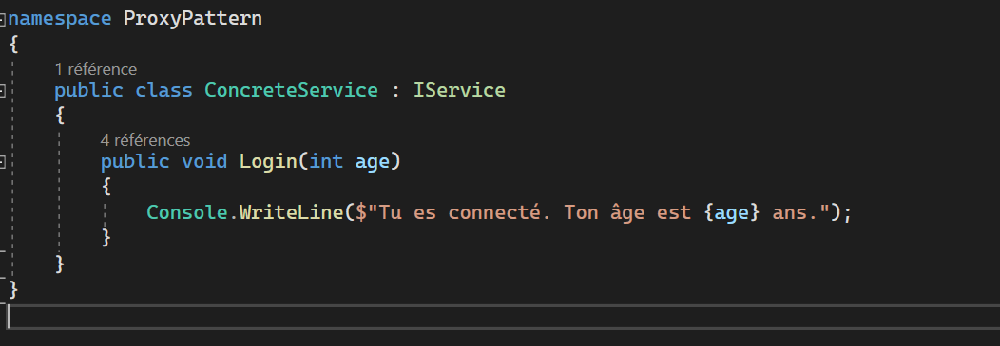 namespace ProxyPattern
{
1 référence
public class ConcreteService : IService
{
4 références
public void Login(int age)
{
Console.WriteLine($"Tu es connecté. Ton âge est {age} ans.");
}
}
}